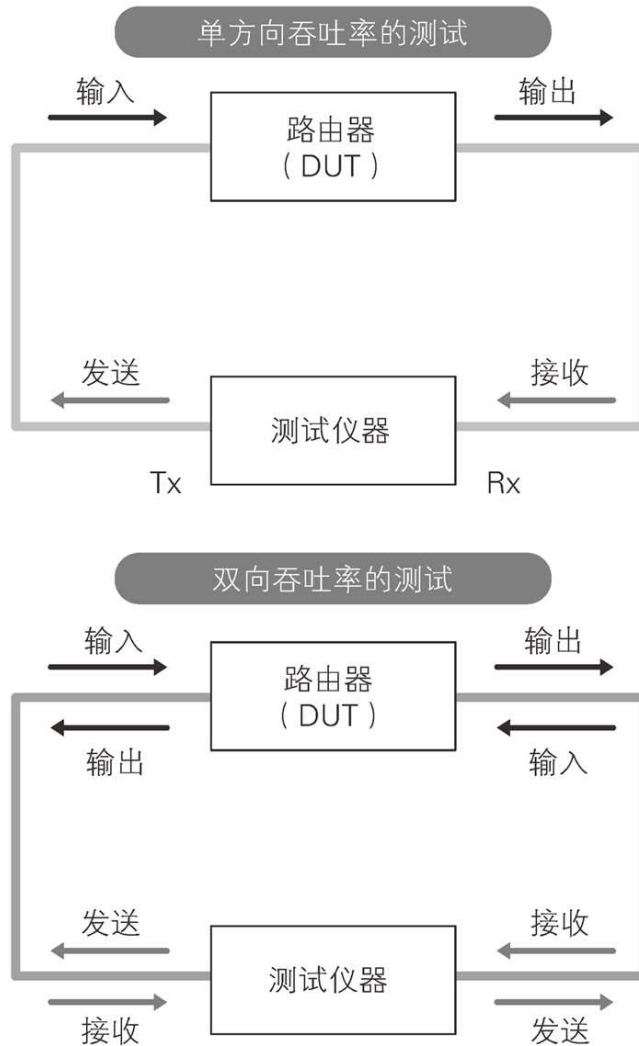 单方向吞吐率的测试
输入
输出
路由器
（DUT）
发送
接收
测试仪器
Tx
Rx
双向吞吐率的测试
输入
输出
路由器
（DUT）
输出
输入
发送
接收
测试仪器
接收
发送